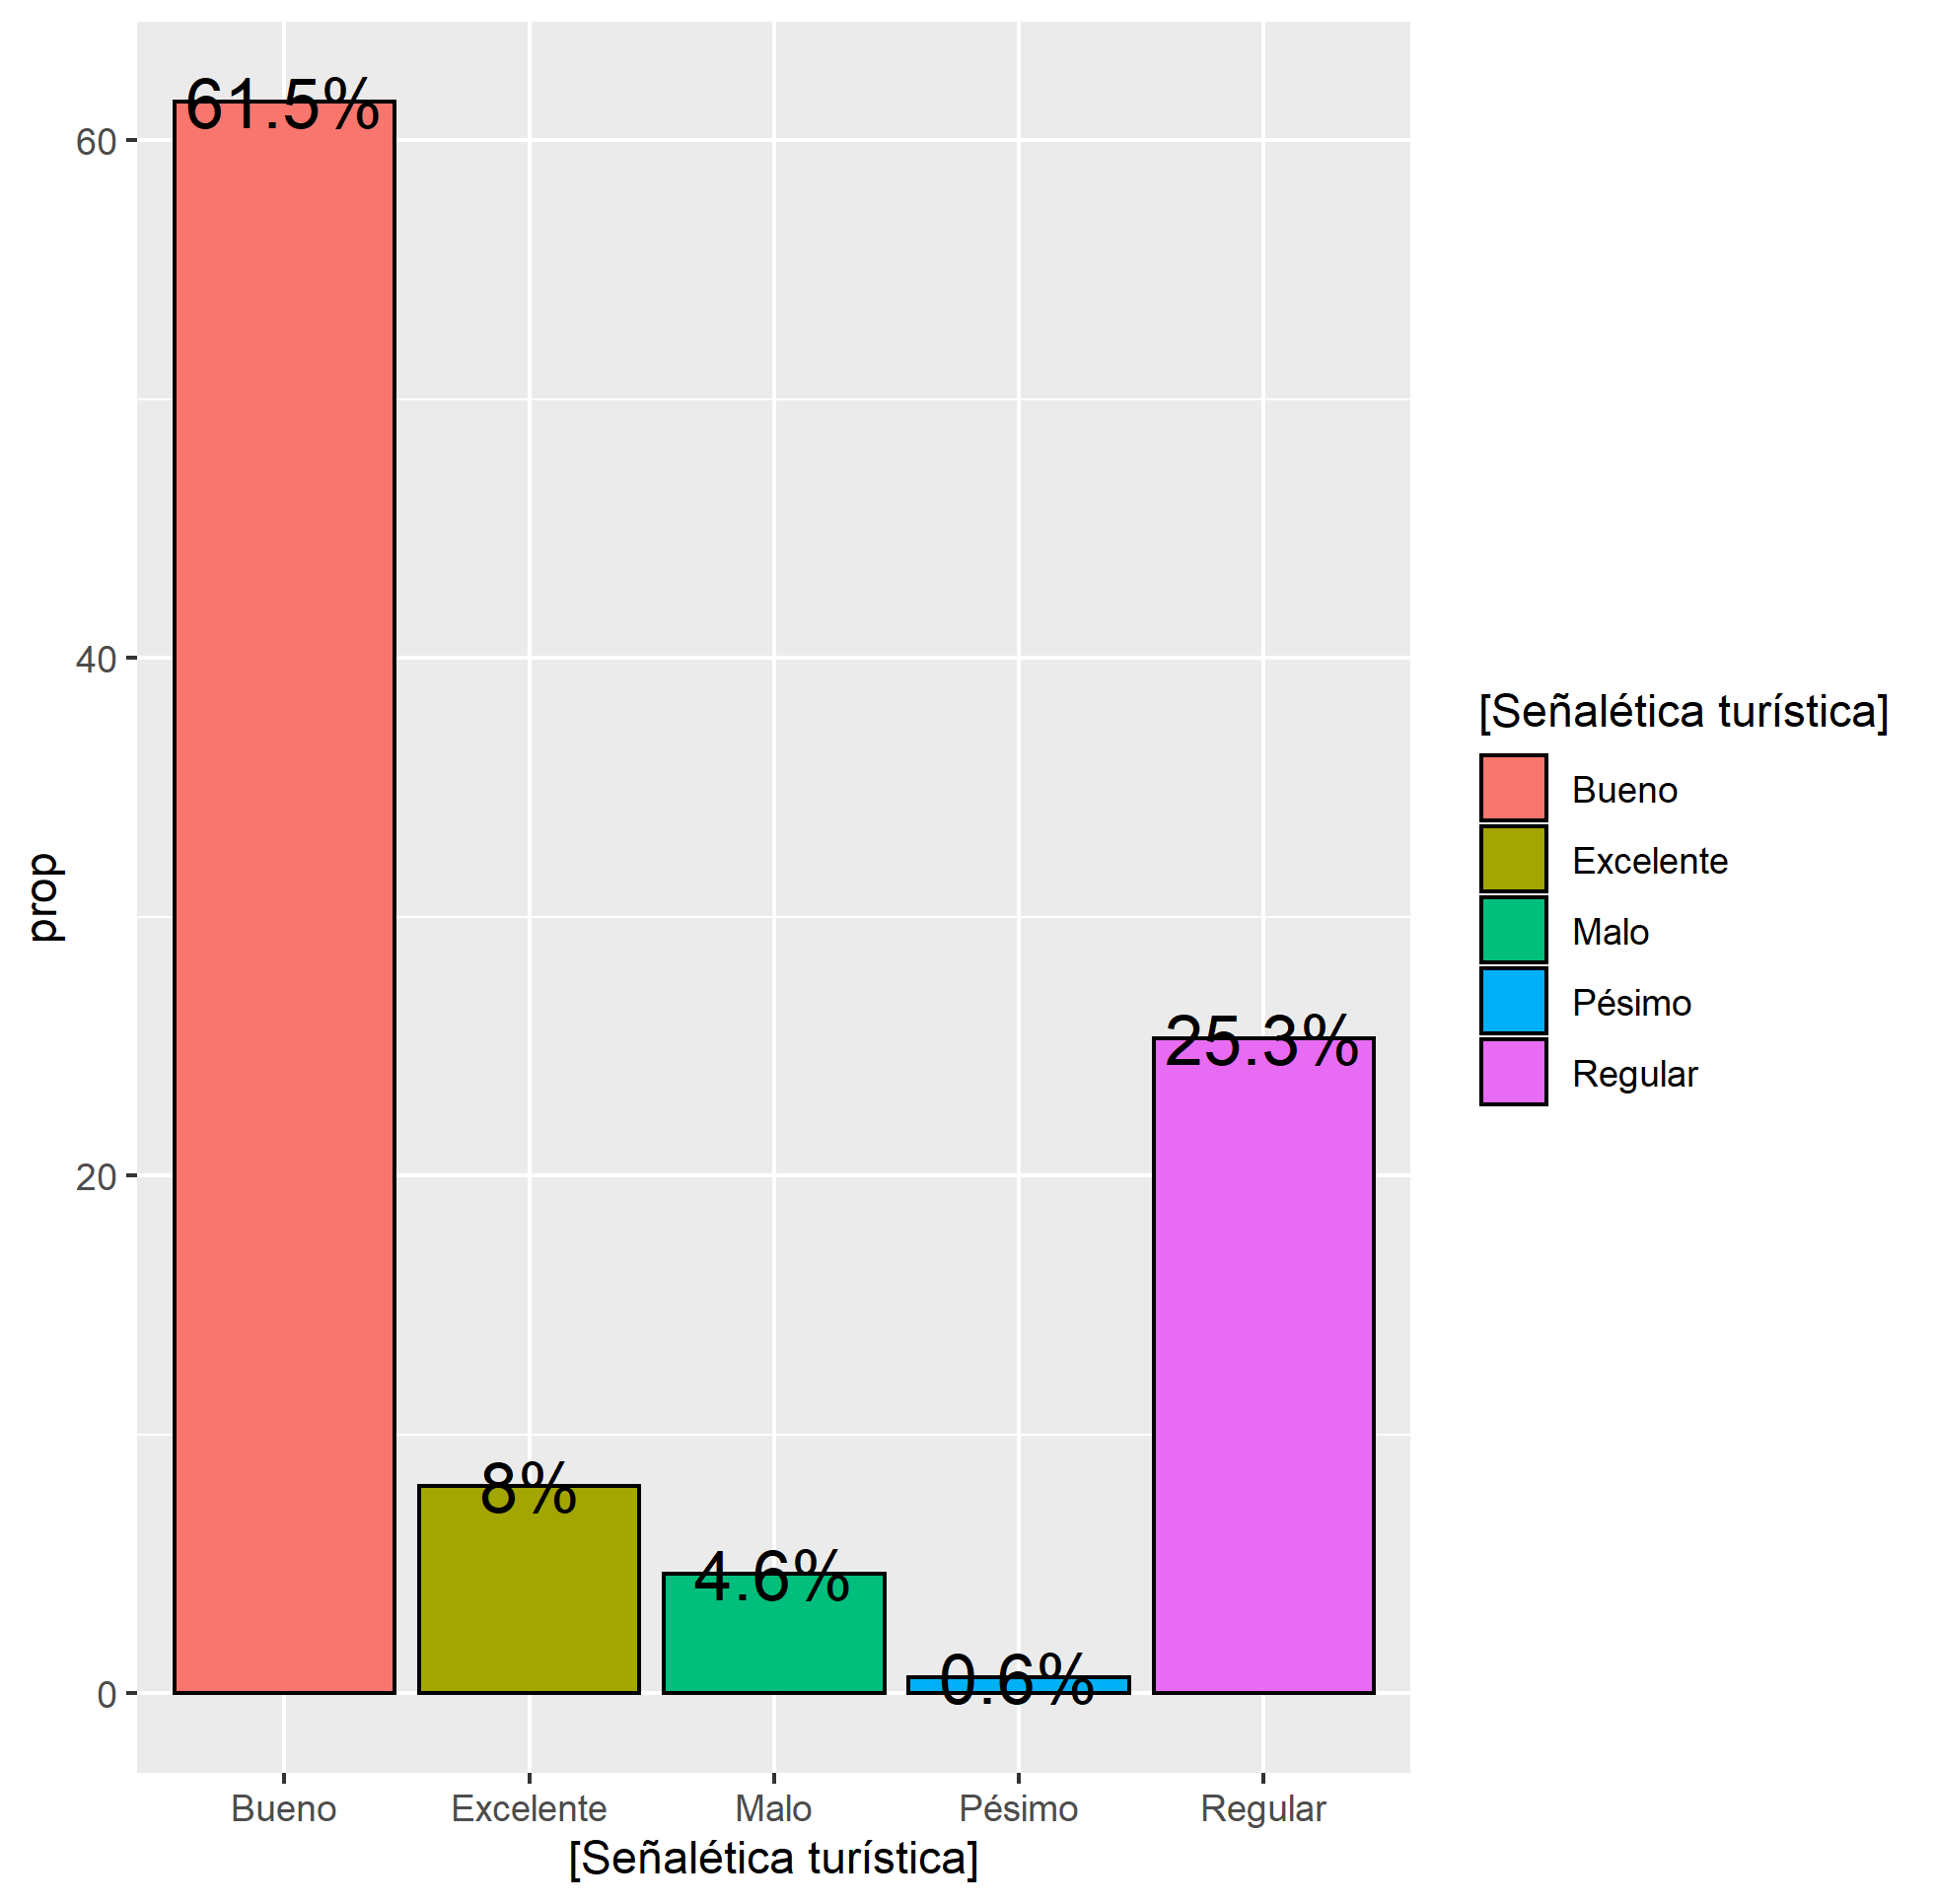 61.5%
60
40
25.3%
20
8%
4.6%
0.6%
0
prop
Bueno Excelente Malo Pésimo Regular
[Señalética turística]
[Señalética turística]
Bueno
Excelente
Malo
Pésimo
Regular